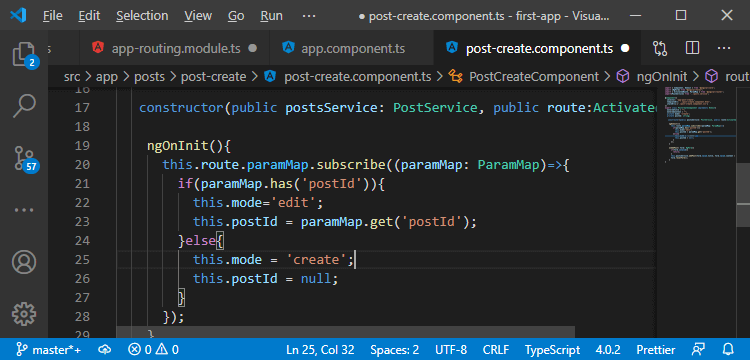 File Edit Selection View Go Run ··· ● post-create.component.ts - first-app - Visua...
.ts app-routing.module.ts ● app.component.ts post-create.component.ts ●
src > app > posts > post-create > post-create.component.ts > PostCreateComponent > ngOnInit > rout
2
57
16
17 constructor(public postsService: PostService, public route:Activated
18
19 ngOnInit(){
20 this.route.paramMap.subscribe((paramMap: ParamMap)=>{
21 if(paramMap.has('postId')){
22 this.mode='edit';
23 this.postId = paramMap.get('postId');
24 }else{
25 this.mode = 'create';
26 this.postId = null;
27 }
28 });
29 }
master*+ 0 0 Ln 25, Col 32 Spaces: 2 UTF-8 CRLF TypeScript 4.0.2 Prettier